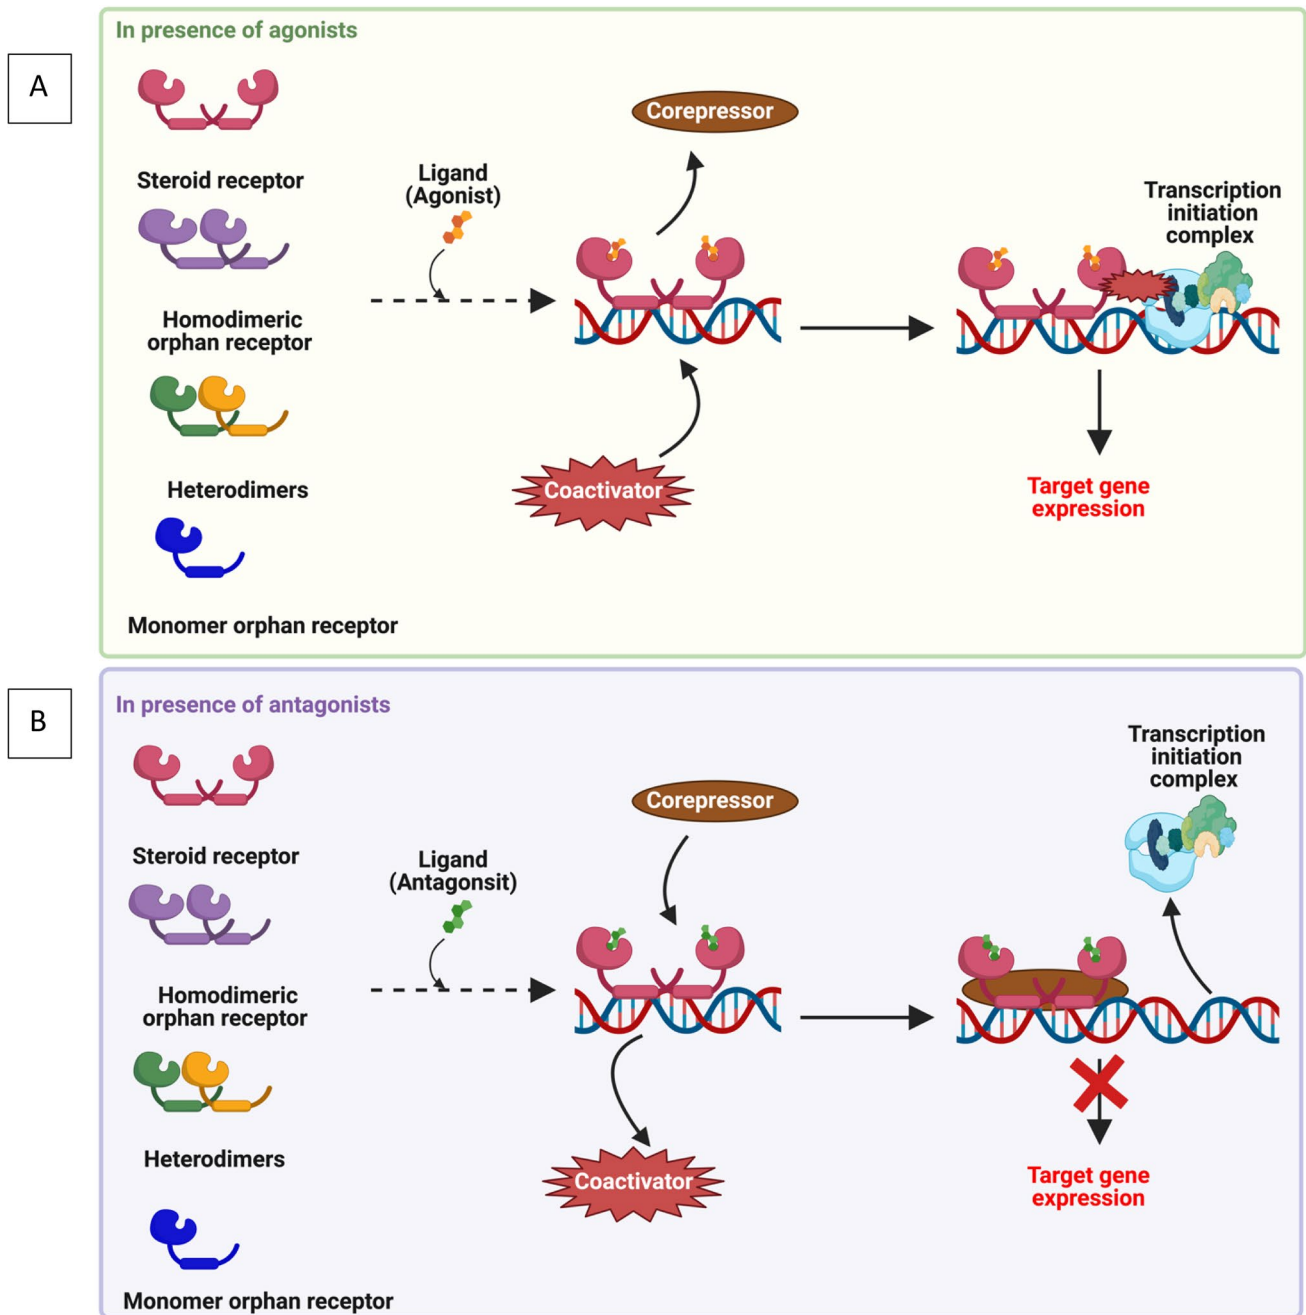 A
In presence of agonists
Steroid receptor
Homodimeric
orphan receptor
Heterodimers
Monomer orphan receptor
Ligand
(Agonist)
Corepressor
Coactivator
Transcription
initiation
complex
Target gene
expression
B
In presence of antagonists
Steroid receptor
Homodimeric
orphan receptor
Heterodimers
Monomer orphan receptor
Ligand
(Antagonsit)
Corepressor
Coactivator
Transcription
initiation
complex
Target gene
expression